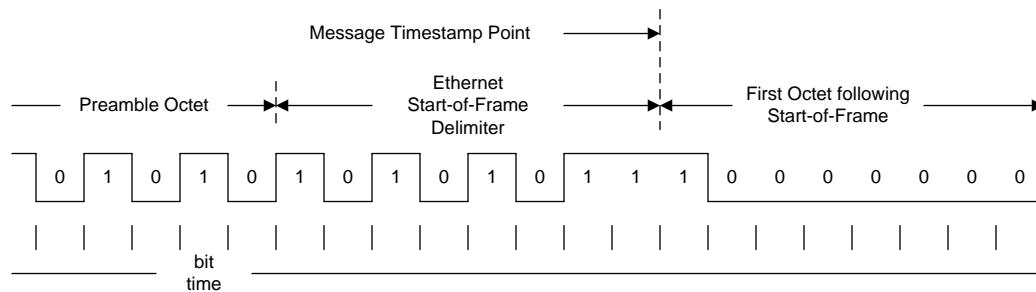 Message Timestamp Point
Preamble Octet
Ethernet
Start-of-Frame
Delimiter
First Octet following
Start-of-Frame
0 1 0 1 0 1 0 1 0 1 0 1 1 1 0 0 0 0 0 0 0
bit
time